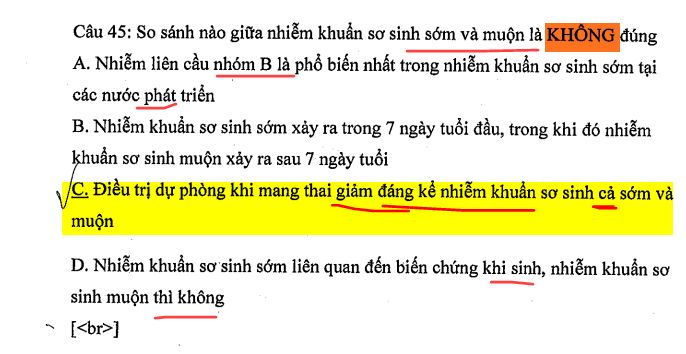 Câu 45: So sánh nào giữa nhiễm khuẩn sơ sinh sớm và muộn là KHÔNG đúng
A. Nhiễm liên cầu nhóm B là phổ biến nhất trong nhiễm khuẩn sơ sinh sớm tại
các nước phát triển
B. Nhiễm khuẩn sơ sinh sớm xảy ra trong 7 ngày tuổi đầu, trong khi đó nhiễm
khuẩn sơ sinh muộn xảy ra sau 7 ngày tuổi
C. Điều trị dự phòng khi mang thai giảm đáng kể nhiễm khuẩn sơ sinh cả sớm và
muộn
D. Nhiễm khuẩn sơ sinh sớm liên quan đến biến chứng khi sinh, nhiễm khuẩn sơ
sinh muộn thì không
[<br>]